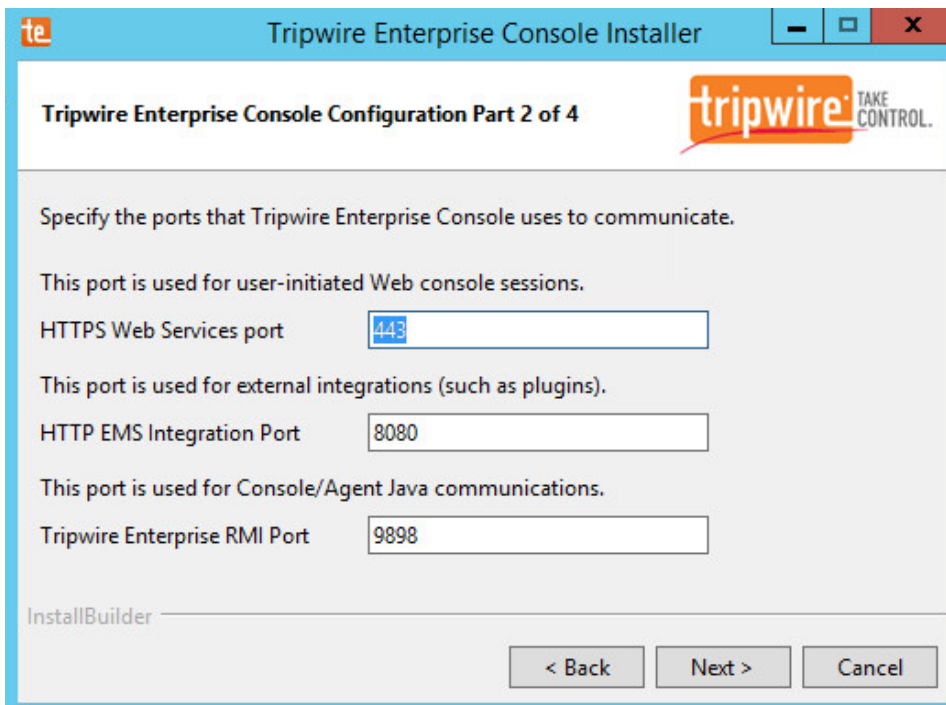 te
Tripwire Enterprise Console Installer
Tripwire Enterprise Console Configuration Part 2 of 4
tripwire TAKE CONTROL.
Specify the ports that Tripwire Enterprise Console uses to communicate.
This port is used for user-initiated Web console sessions.
HTTPS Web Services port 443
This port is used for external integrations (such as plugins).
HTTP EMS Integration Port 8080
This port is used for Console/Agent Java communications.
Tripwire Enterprise RMI Port 9898
InstallBuilder
< Back Next > Cancel